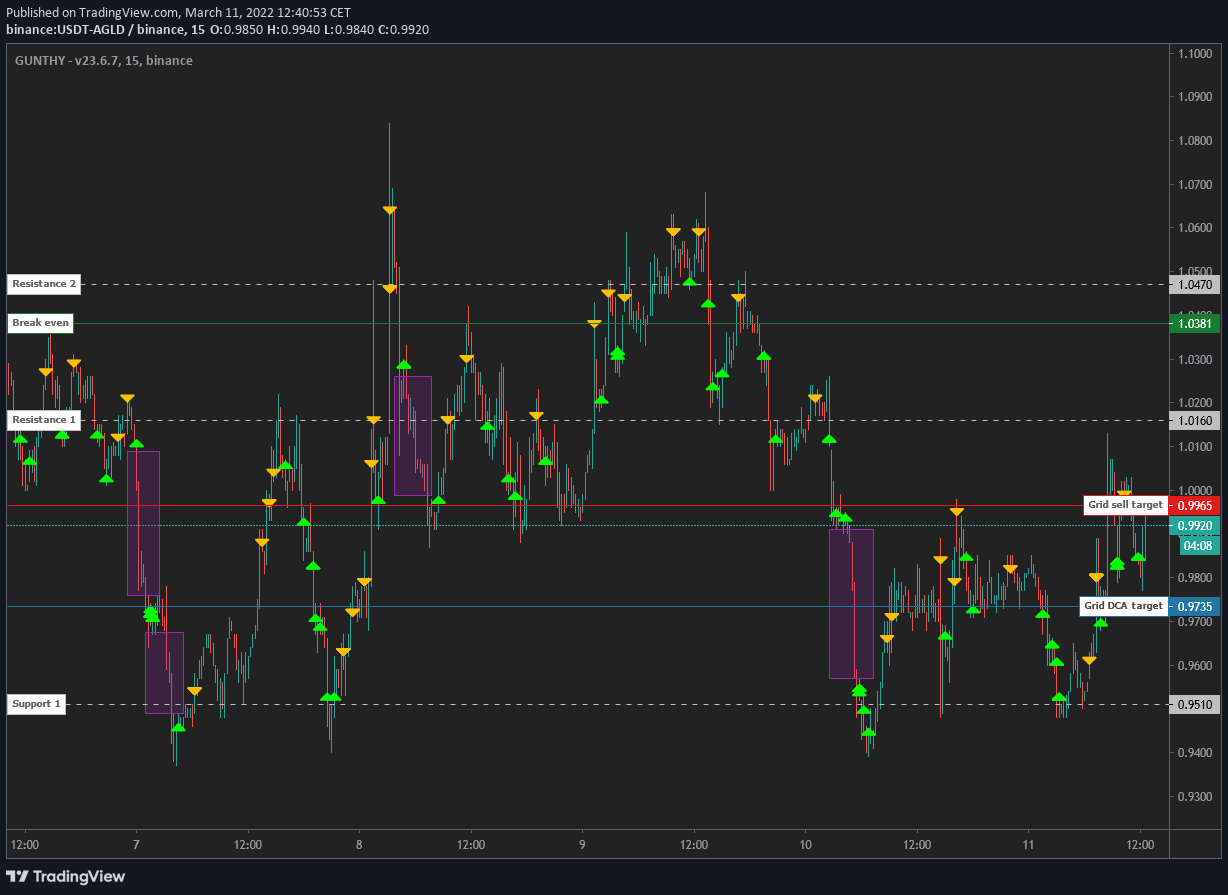 Published on TradingView.com, March 11, 2022 12:40:53 CET
binance:USDT-AGLD / binance, 15 O:0.9850 H:0.9940 L:0.9840 C:0.9920
GUNTHY - v23.6.7, 15, binance
1.1000
1.0900
1.0800
1.0700
1.0600
1.0500
Resistance 2
1.0470
Break even
1.0381
1.0300
1.0200
Resistance 1
1.0160
1.0100
1.0000
Grid sell target
0.9965
0.9920
04:08
0.9800
Grid DCA target
0.9735
0.9700
0.9600
Support 1
0.9510
0.9400
0.9300
12:00 7 12:00 8 12:00 9 12:00 10 12:00 11 12:00
TradingView